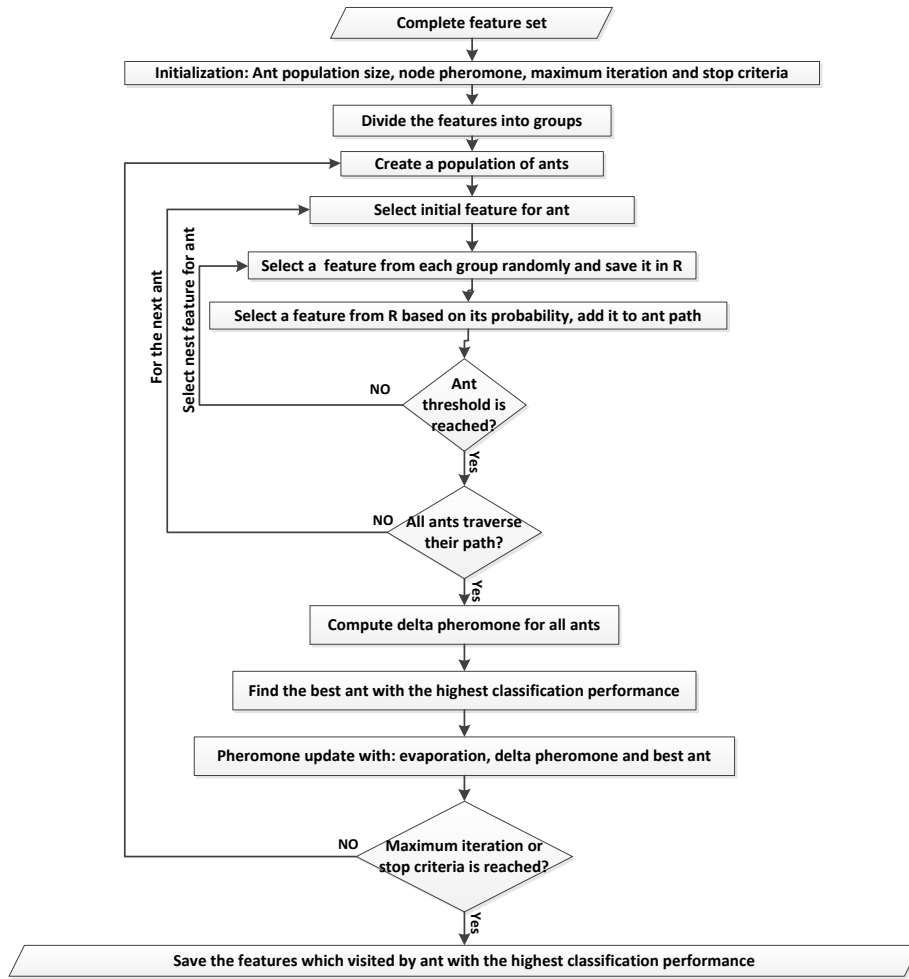 Complete feature set
Initialization: Ant population size, node pheromone, maximum iteration and stop criteria
Divide the features into groups
Create a population of ants
Select initial feature for ant
Select a  feature from each group randomly and save it in R
Select a feature from R based on its probability, add it to ant path
For the next ant
Select nest feature for ant
NO
Ant
threshold is
reached?
Yes
NO
All ants traverse
their path?
Yes
Compute delta pheromone for all ants
Find the best ant with the highest classification performance
Pheromone update with: evaporation, delta pheromone and best ant
NO
Maximum iteration or
stop criteria is reached?
Yes
Save the features which visited by ant with the highest classification performance